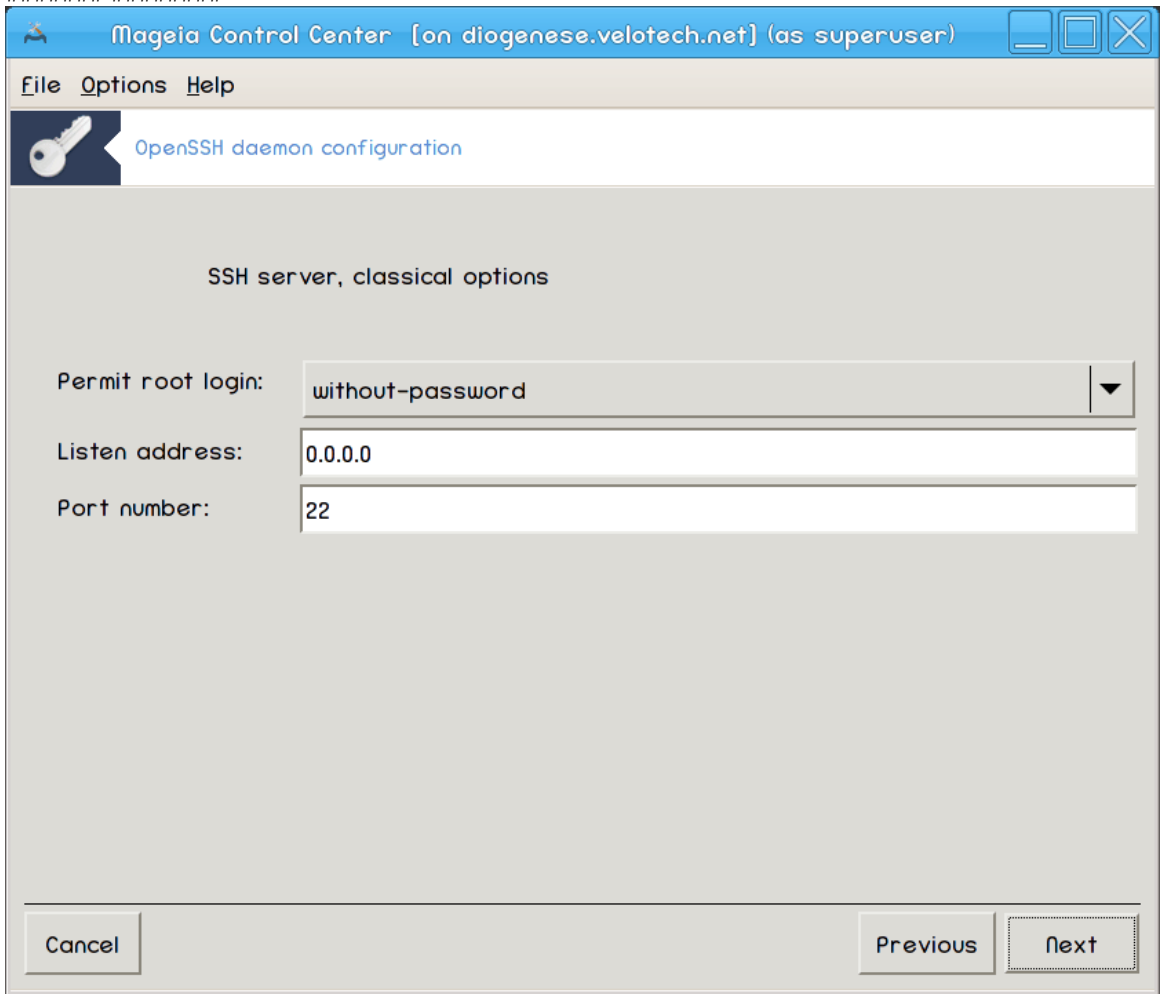 Mageia Control Center [on diogenese.velotech.net] (as superuser)
File Options Help
OpenSSH daemon configuration
SSH server, classical options
Permit root login: without-password
Listen address: 0.0.0.0
Port number: 22
Cancel Previous Next